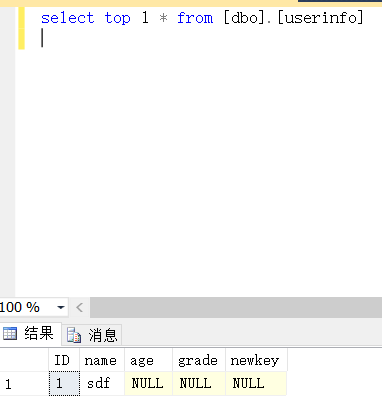 select top 1 * from [dbo].[userinfo]
100 %
结果 消息
ID name age grade newkey
1 1 sdf NULL NULL NULL